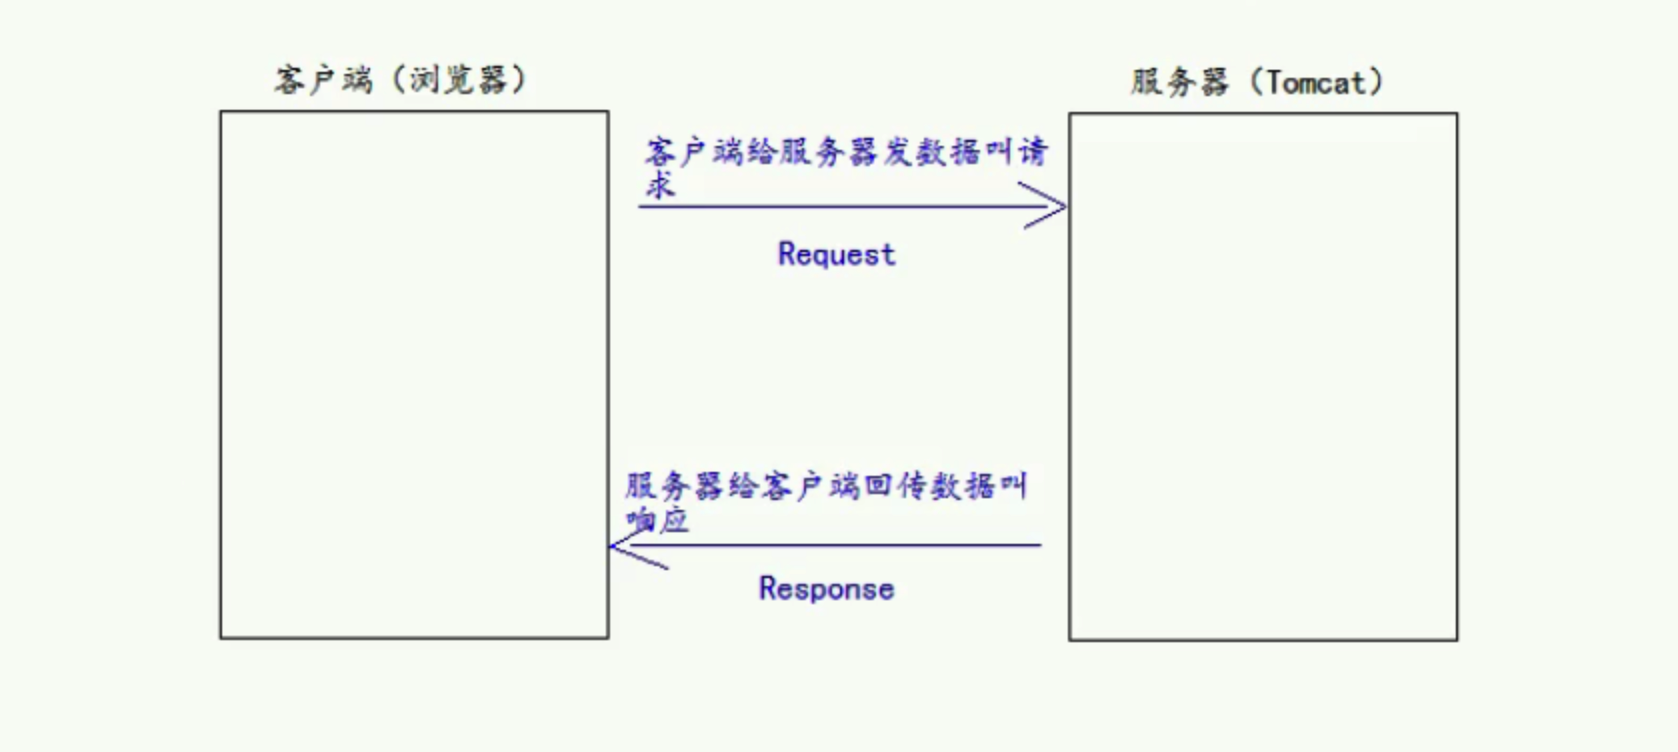 客户端（浏览器）
服务器（Tomcat）
客户端给服务器发数据叫请
求
Request
服务器给客户端回传数据叫
响应
Response